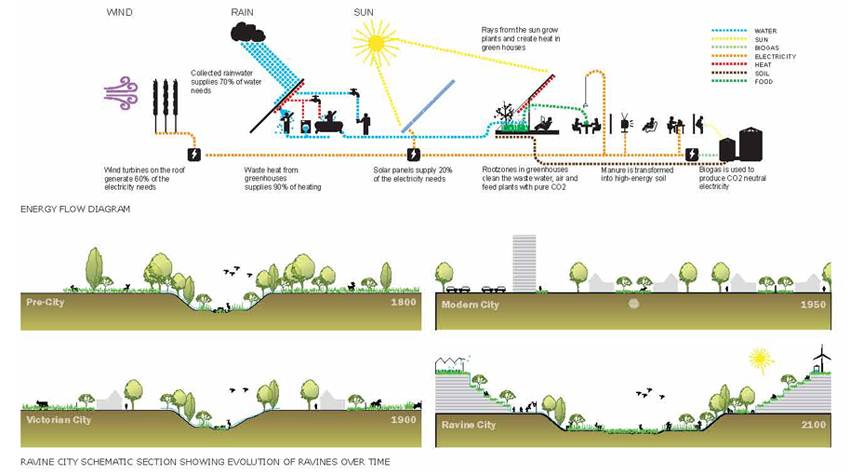 WIND
RAIN
SUN
Collected rainwater
supplies 70% of water
needs
Rays from the sun grow
plants and create heat in
green houses
WATER
SUN
BIOGAS
ELECTRICITY
HEAT
SOIL
FOOD
Wind turbines on the roof
generate 60% of the
electricity needs
Waste heat from
greenhouses
supplies 90% of heating
Solar panels supply 20%
of the electricity needs
Rootzones in greenhouses
clean the waste water, air and
feed plants with pure CO2
Manure is transformed
into high-energy soil
Biogas is used to
produce CO2 neutral
electricity
ENERGY FLOW DIAGRAM
Pre-City 1800
Modern City 1950
Victorian City 1900
Ravine City 2100
RAVINE CITY SCHEMATIC SECTION SHOWING EVOLUTION OF RAVINES OVER TIME